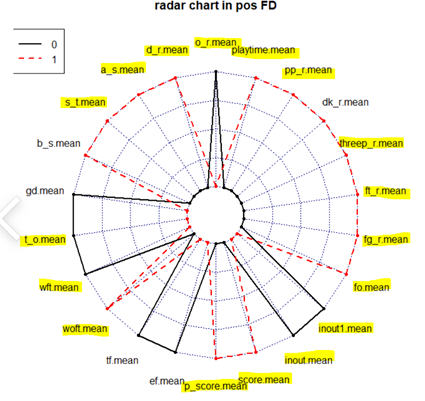 radar chart in pos FD
0
1
o_r.mean
playtime.mean
pp_r.mean
dk_r.mean
threep_r.mean
ft_r.mean
fg_r.mean
fo.mean
inout1.mean
inout.mean
score.mean
p_score.mean
ef.mean
tf.mean
woft.mean
wft.mean
t_o.mean
gd.mean
b_s.mean
s_t.mean
a_s.mean
d_r.mean